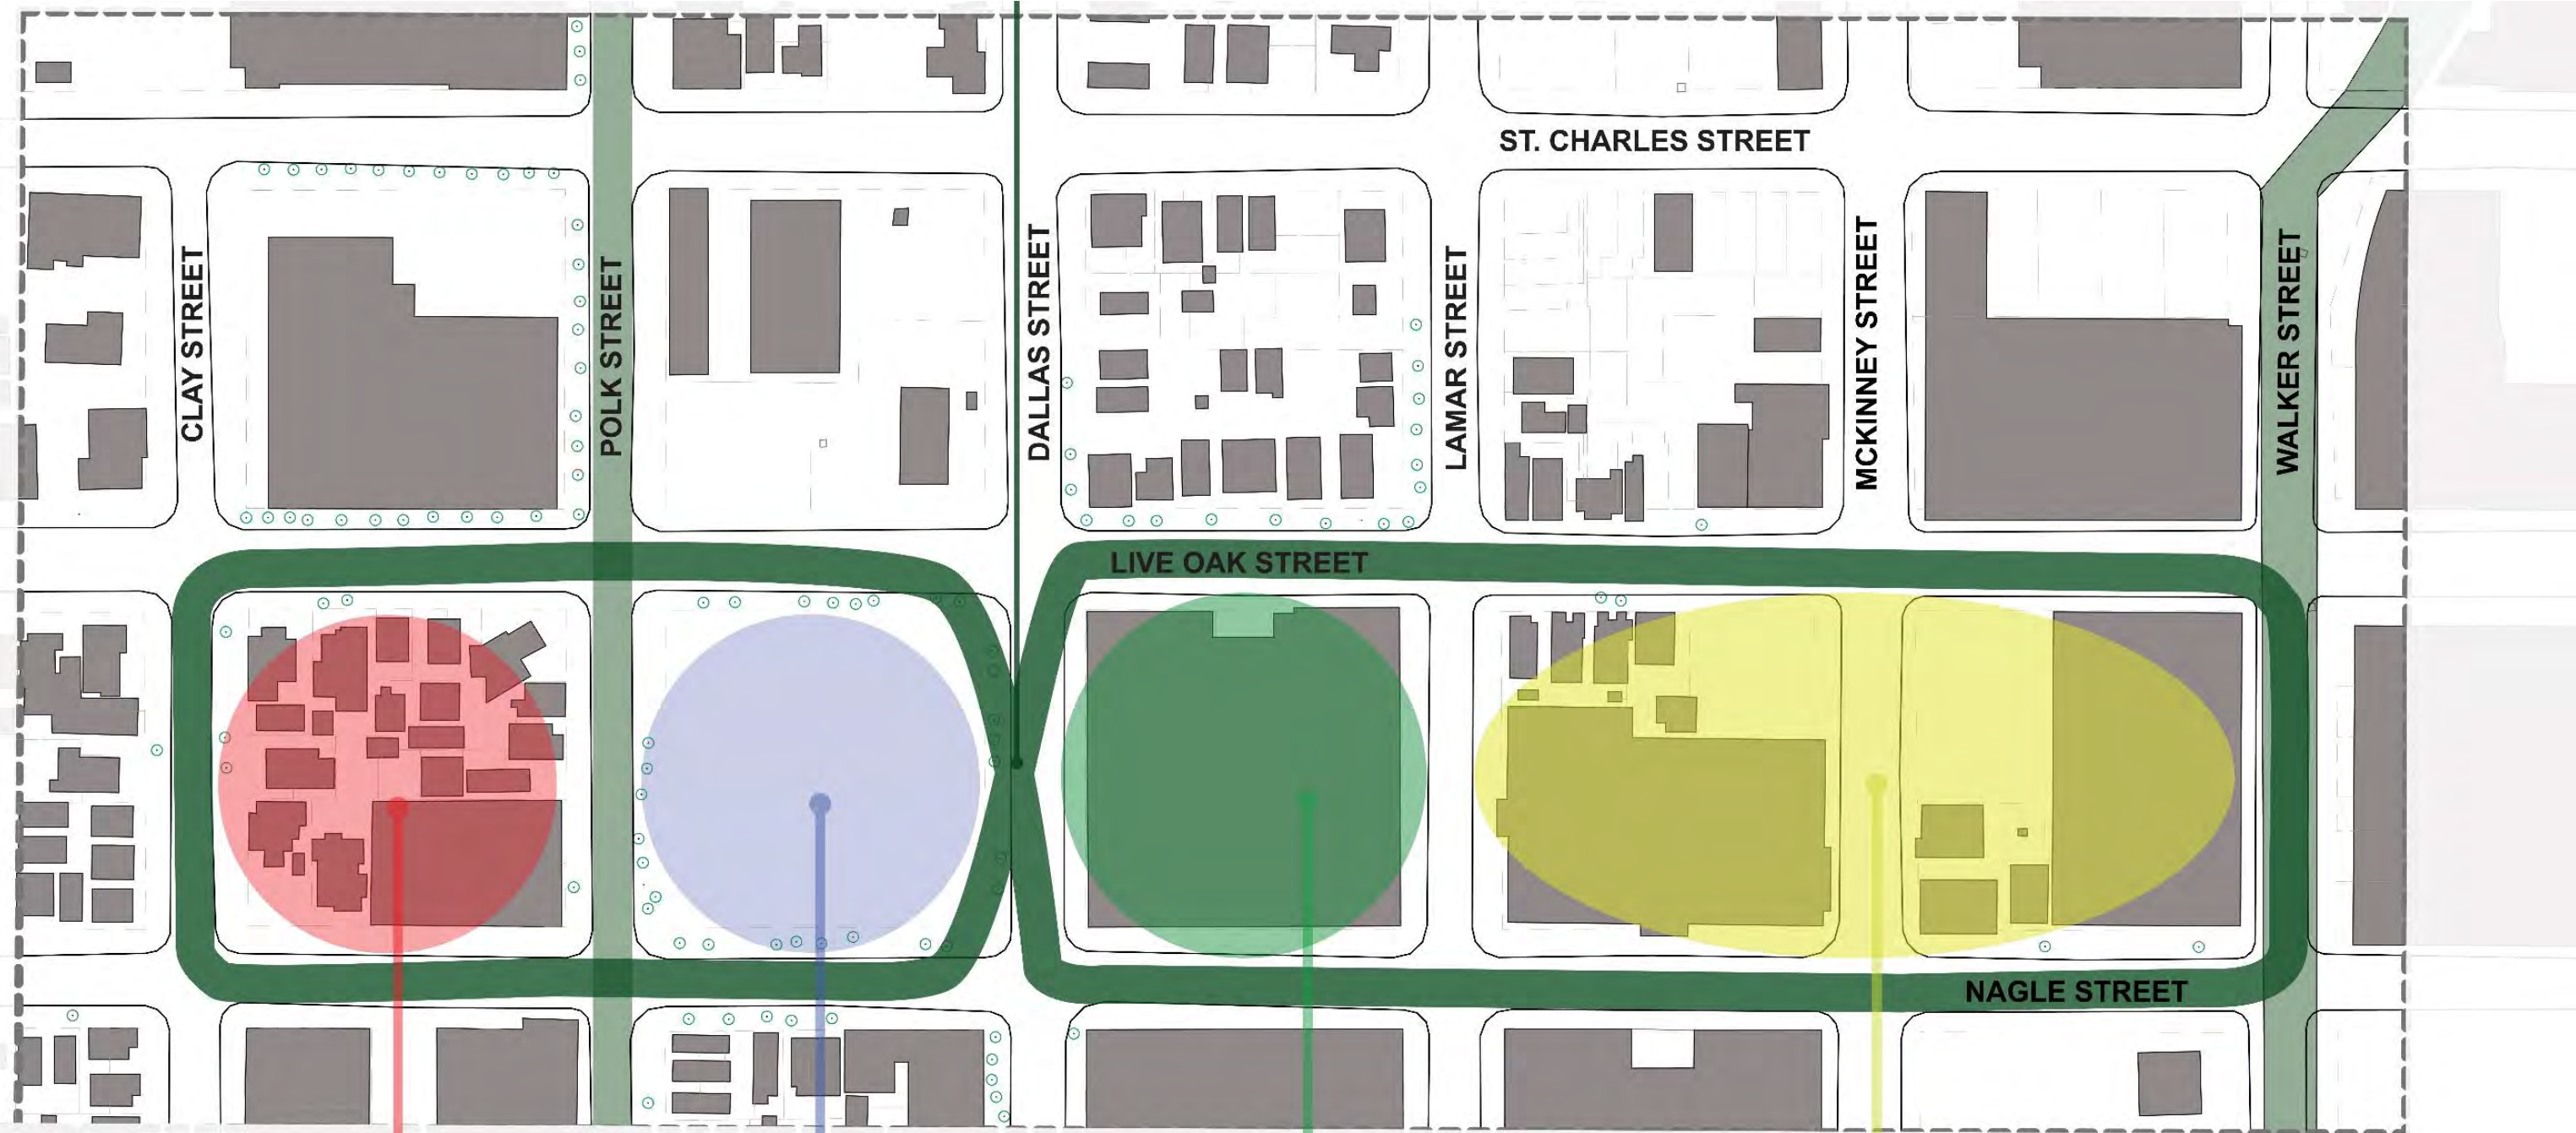 ST. CHARLES STREET
CLAY STREET
POLK STREET
DALLAS STREET
LAMAR STREET
MCKINNEY STREET
WALKER STREET
LIVE OAK STREET
NAGLE STREET